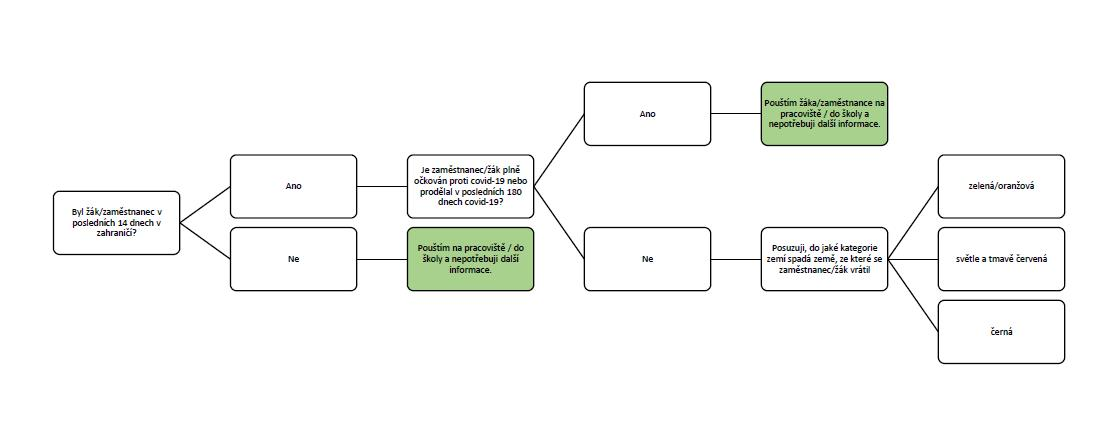 Byl žák/zaměstnanec v
posledních 14 dnech v
zahraničí?
Ano
Ne
Je zaměstnanec/žák plně
očkován proti covid-19 nebo
prodělal v posledních 180
dnech covid-19?
Pouštím na pracoviště / do
školy a nepotřebuji další
informace.
Ano
Ne
Pouštím žáka/zaměstnance na
pracoviště / do školy a
nepotřebuji další informace.
Posuzuji, do jaké kategorie
zemí spadá země, ze které se
zaměstnanec/žák vrátil
zelená/oranžová
světle a tmavě červená
černá